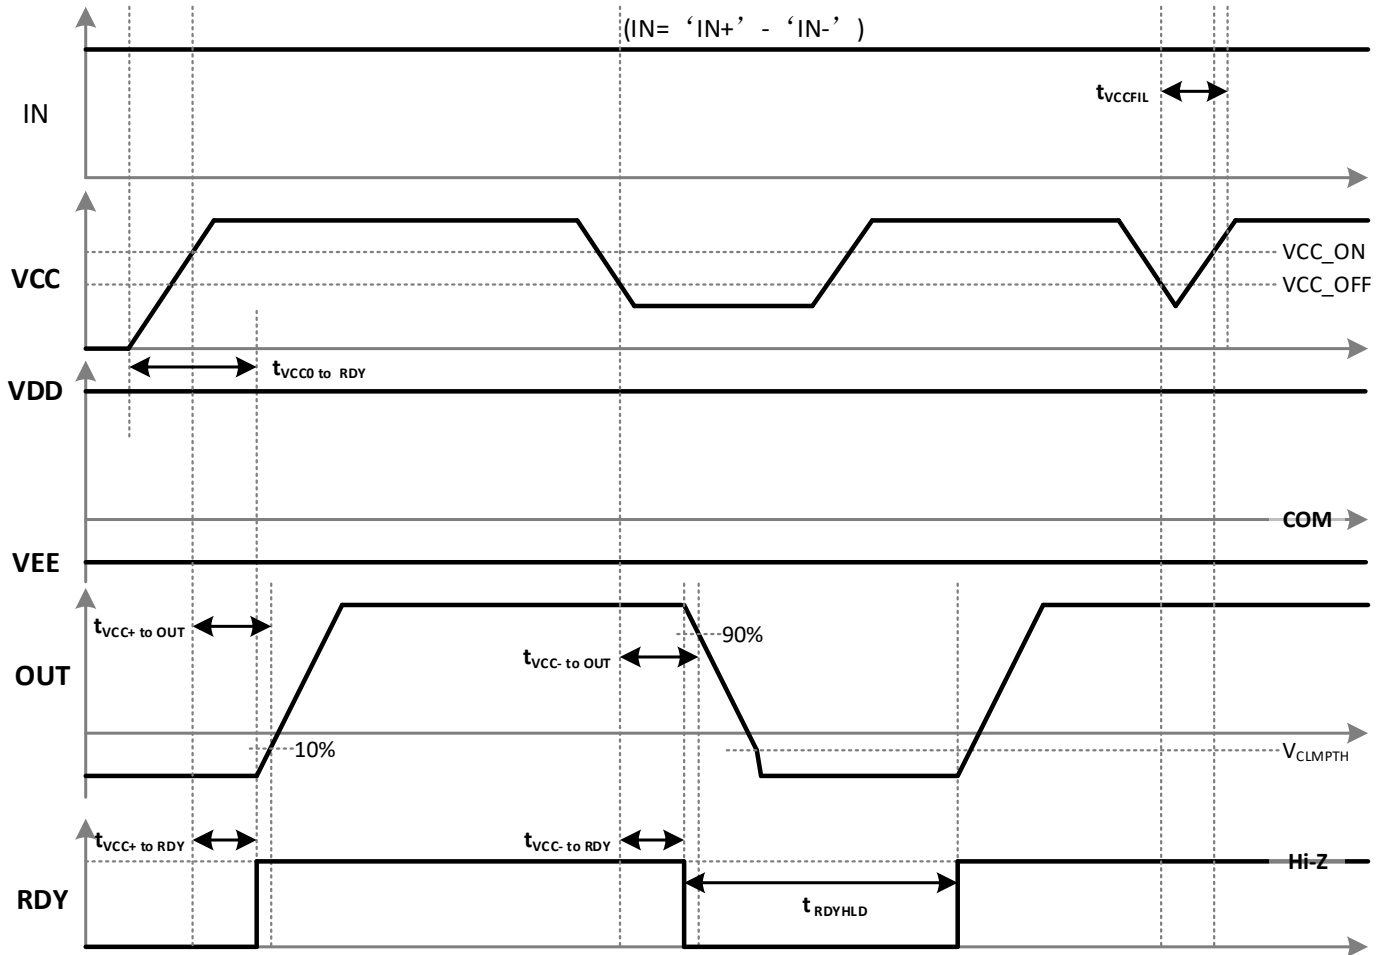 (IN= ‘IN+’ - ‘IN-’ )
tVCCFIL
IN
VCC_ON
VCC
VCC_OFF
tVCC0 to RDY
VDD
COM
VEE
tVCC+ to OUT
90%
tVCC- to OUT
OUT
10%
VCLMPTH
tVCC+ to RDY
tVCC- to RDY
Hi-Z
RDY
tRDYHLD